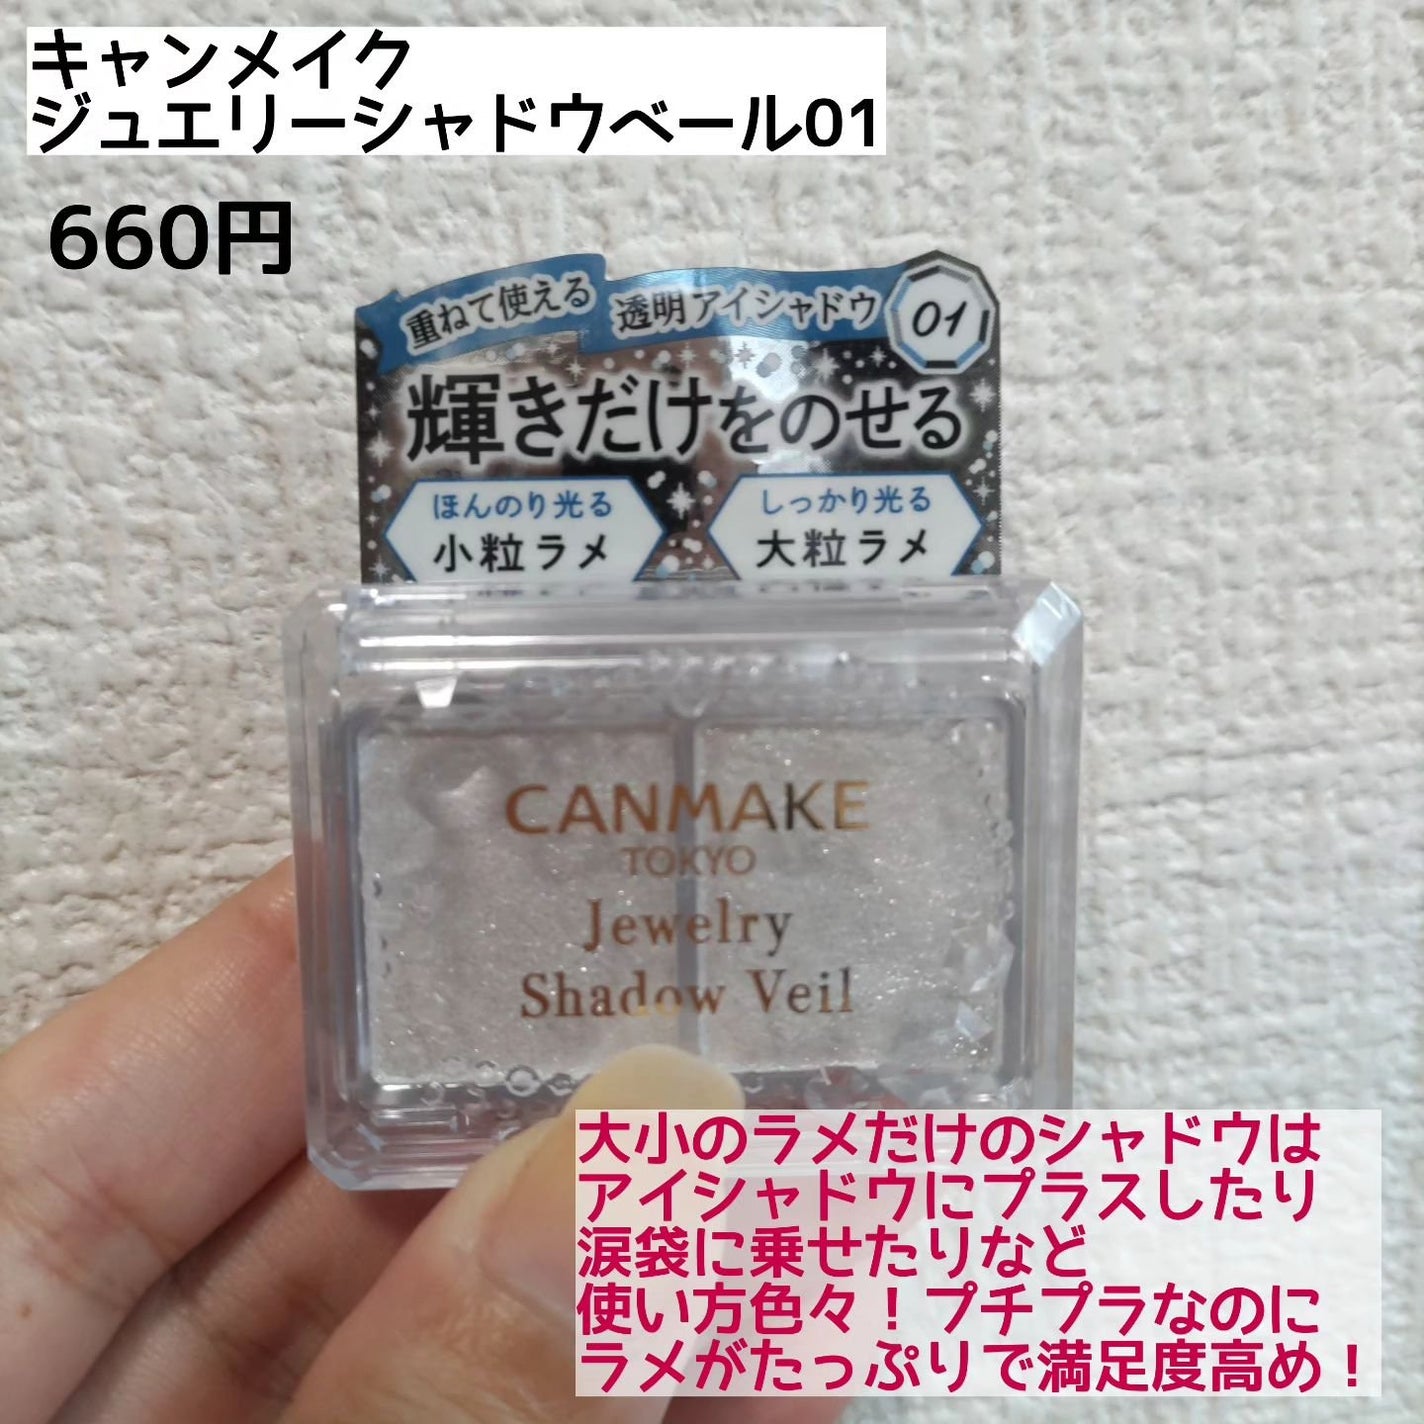 キャンメイク
ジュエリーシャドウベール01
660円
重ねて使える 透明アイシャドウ 01
輝きだけをのせる
ほんのり光る
小粒ラメ
しっかり光る
大粒ラメ
CANMAKE
TOKYO
Jewelry
Shadow Veil
大小のラメだけのシャドウは
アイシャドウにプラスしたり
涙袋に乗せたりなど
使い方色々！プチプラなのに
ラメがたっぷりで満足度高め！